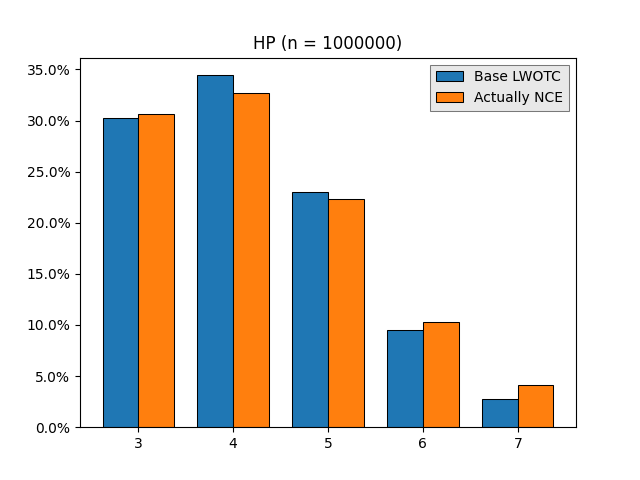 HP (n = 1000000)
Base LWOTC
Actually NCE
35.0%
30.0%
25.0%
20.0%
15.0%
10.0%
5.0%
0.0%
3 4 5 6 7